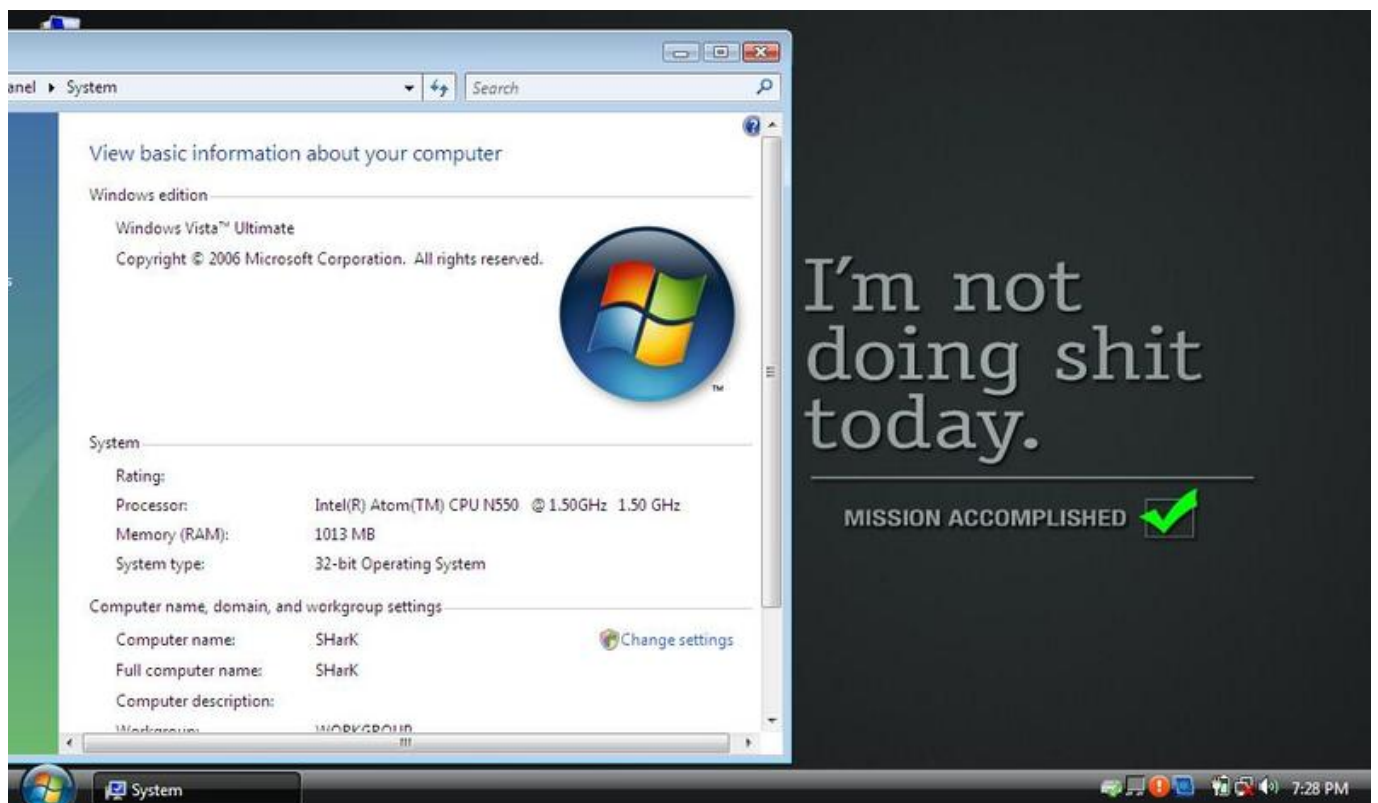 anel ▸ System
Search
View basic information about your computer
Windows edition
Windows Vista™ Ultimate
Copyright © 2006 Microsoft Corporation. All rights reserved.
TM
System
Rating:
Processor: Intel(R) Atom(TM) CPU N550 @ 1.50GHz 1.50 GHz
Memory (RAM): 1013 MB
System type: 32-bit Operating System
Computer name, domain, and workgroup settings
Computer name: SHarK Change settings
Full computer name: SHarK
Computer description:
Workgroup: WORKGROUP
I'm not
doing shit
today.
MISSION ACCOMPLISHED
System
7:28 PM